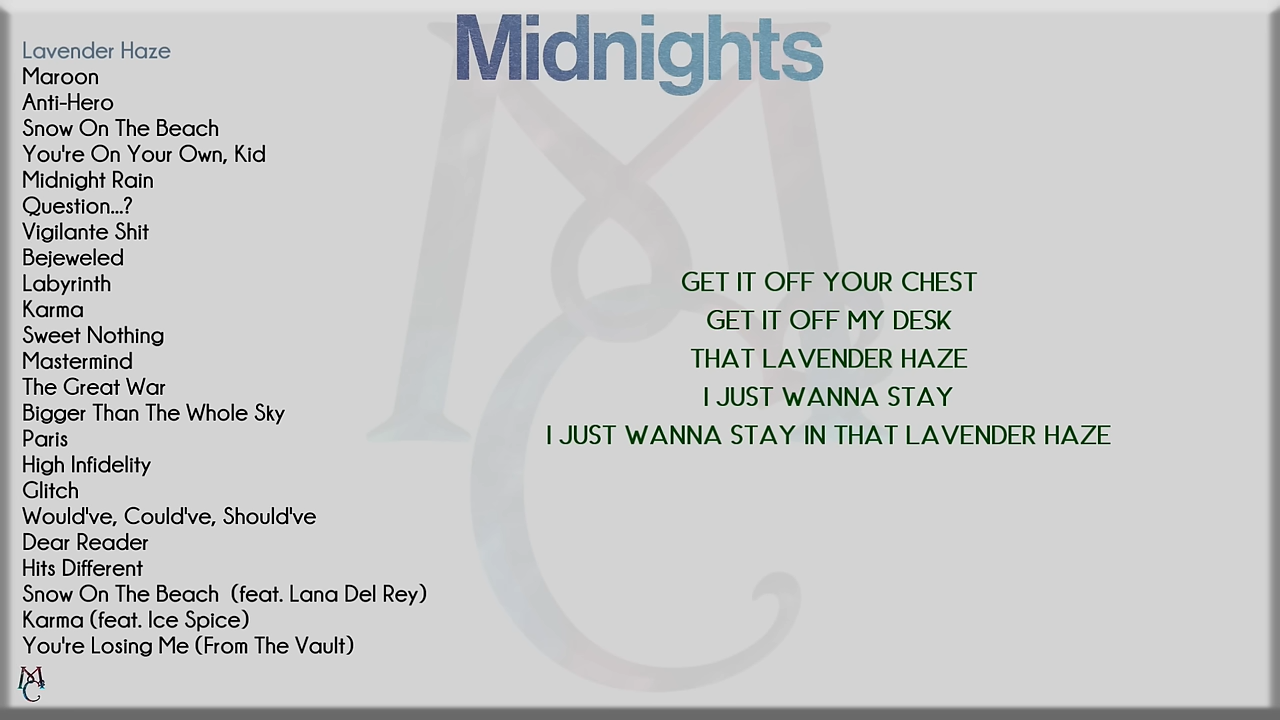 Midnights
Lavender Haze
Maroon
Anti-Hero
Snow On The Beach
You're On Your Own, Kid
Midnight Rain
Question...?
Vigilante Shit
Bejeweled
Labyrinth
Karma
Sweet Nothing
Mastermind
The Great War
Bigger Than The Whole Sky
Paris
High Infidelity
Glitch
Would've, Could've, Should've
Dear Reader
Hits Different
Snow On The Beach  (feat. Lana Del Rey)
Karma (feat. Ice Spice)
You're Losing Me (From The Vault)
GET IT OFF YOUR CHEST
GET IT OFF MY DESK
THAT LAVENDER HAZE
I JUST WANNA STAY
I JUST WANNA STAY IN THAT LAVENDER HAZE